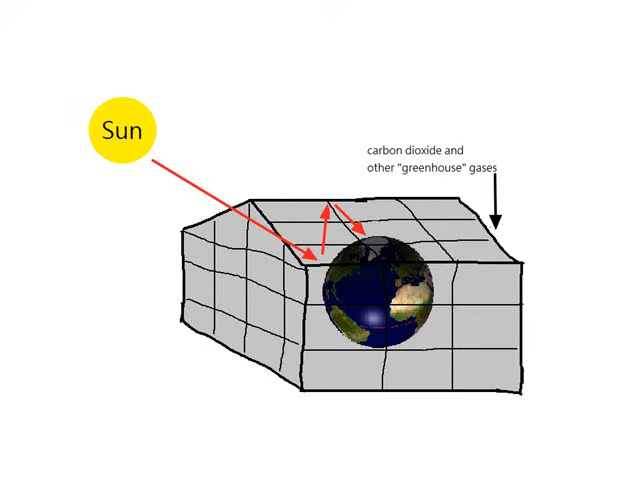 Sun
carbon dioxide and
other "greenhouse" gases